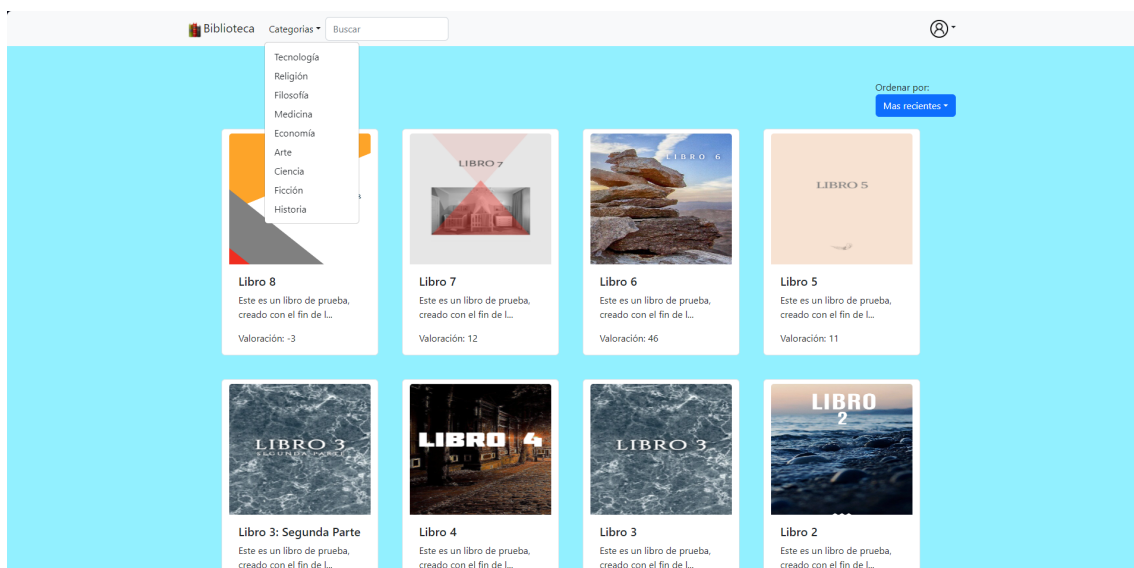 Biblioteca Categorias Buscar
Tecnología
Religión
Filosofía
Medicina
Economía
Arte
Ciencia
Ficción
Historia
Ordenar por:
Mas recientes
LIBRO 7
LIBRO 6
LIBRO 5
Libro 8
Este es un libro de prueba,
creado con el fin de l...
Valoración: -3
Libro 7
Este es un libro de prueba,
creado con el fin de l...
Valoración: 12
Libro 6
Este es un libro de prueba,
creado con el fin de l...
Valoración: 46
Libro 5
Este es un libro de prueba,
creado con el fin de l...
Valoración: 11
LIBRO 3
SEGUNDA PARTE
LIBRO 4
LIBRO 3
LIBRO
2
Libro 3: Segunda Parte
Este es un libro de prueba,
creado con el fin de l...
Libro 4
Este es un libro de prueba,
creado con el fin de l...
Libro 3
Este es un libro de prueba,
creado con el fin de l...
Libro 2
Este es un libro de prueba,
creado con el fin de l...